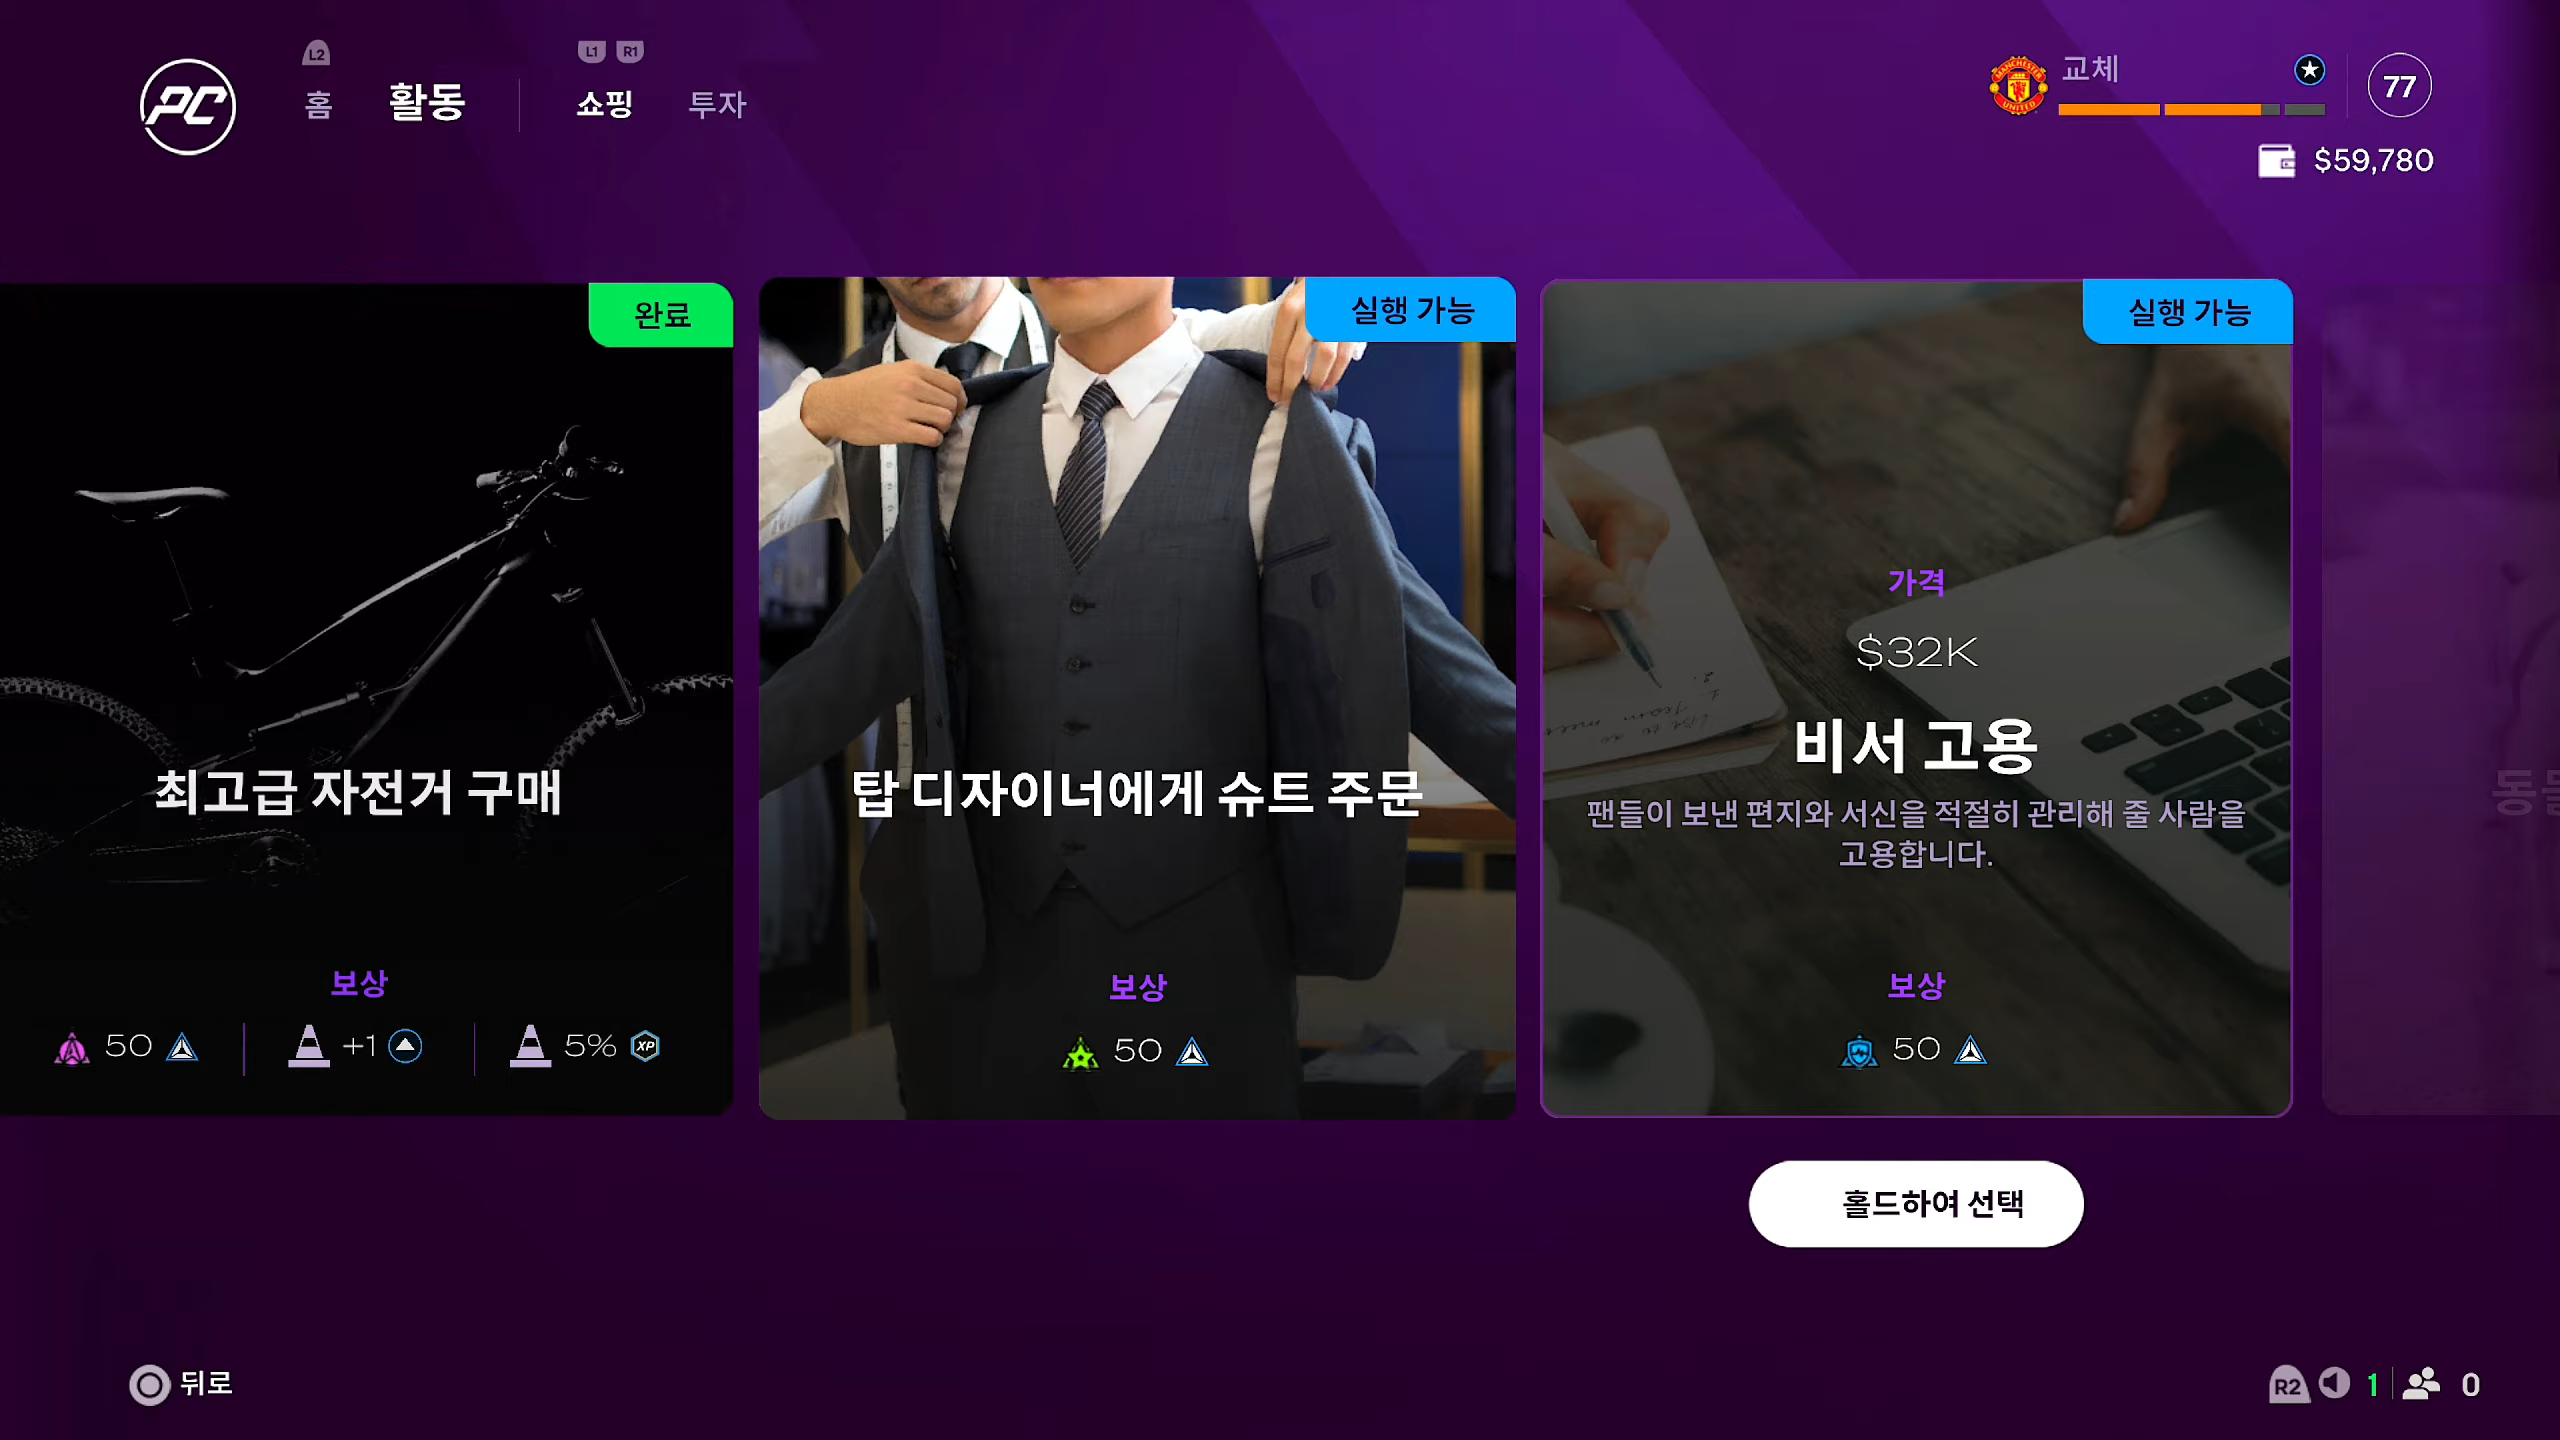 L2
L1 R1
PC 홈 활동 쇼핑 투자
교체
77
MANCHESTER
UNITED
$59,780
완료
최고급 자전거 구매
보상
50 +1 5% XP
실행 가능
탑 디자이너에게 슈트 주문
보상
50
실행 가능
가격
$32K
비서 고용
팬들이 보낸 편지와 서신을 적절히 관리해 줄 사람을
고용합니다.
보상
50
홀드하여 선택
뒤로
R2 1 0